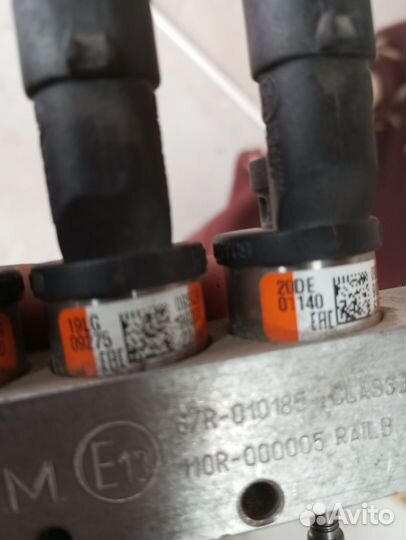 19LG
09275
EAC
20DE
01140
EAC
67R-010185 CLASS
M E13 110R-000005 RAIL B
Avito